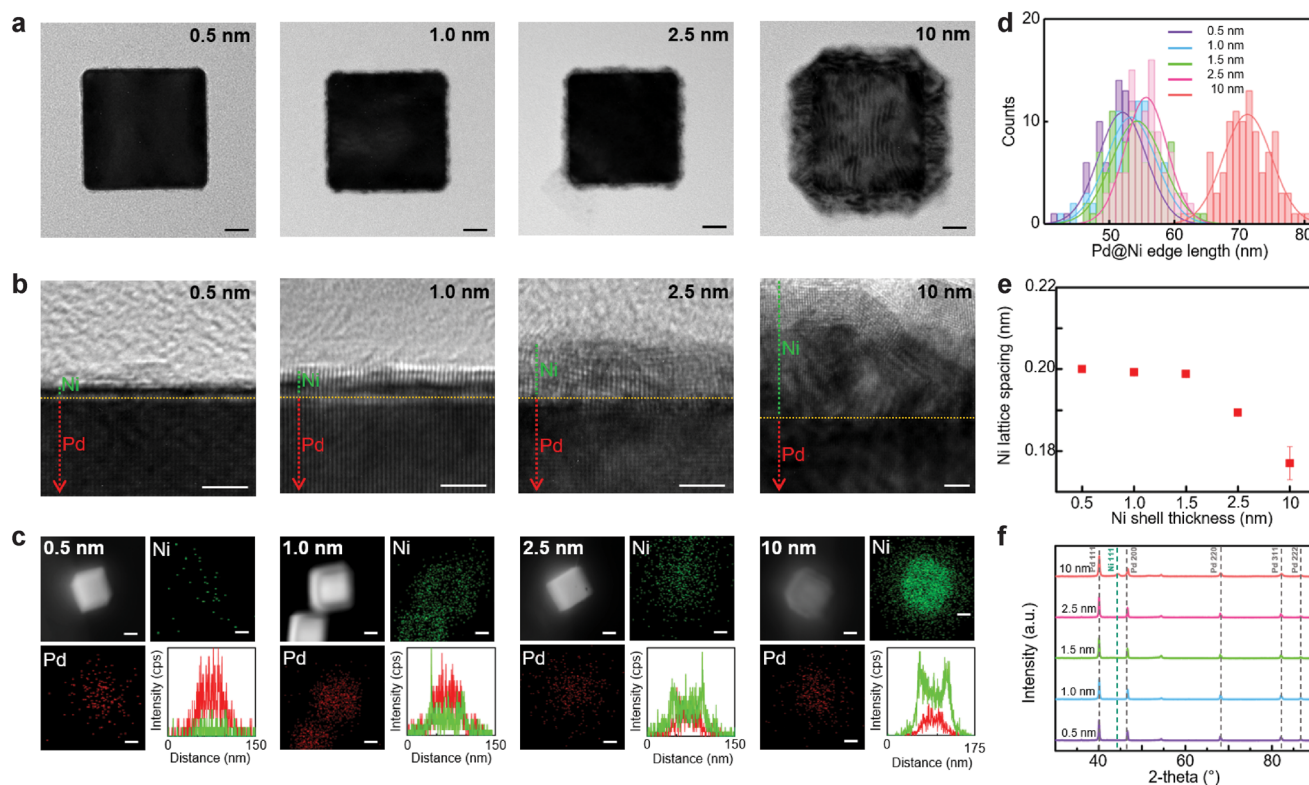 a
0.5 nm
1.0 nm
2.5 nm
10 nm
b
0.5 nm
Ni
Pd
1.0 nm
Ni
Pd
2.5 nm
Ni
Pd
10 nm
Ni
Pd
c
0.5 nm
Ni
Pd
Intensity (cps)
0
150
Distance (nm)
1.0 nm
Ni
Pd
Intensity (cps)
0
150
Distance (nm)
2.5 nm
Ni
Pd
Intensity (cps)
0
150
Distance (nm)
10 nm
Ni
Pd
Intensity (cps)
0
175
Distance (nm)
d
20
10
0
Counts
0.5 nm
1.0 nm
1.5 nm
2.5 nm
10 nm
50
60
70
80
Pd@Ni edge length (nm)
e
0.22
0.20
0.18
Ni lattice spacing (nm)
0.5
1.0
1.5
2.5
10
Ni shell thickness (nm)
f
Intensity (a.u.)
Pd 111
Ni 111
Pd 200
Pd 220
Pd 311
Pd 222
10 nm
2.5 nm
1.5 nm
1.0 nm
0.5 nm
40
60
80
2-theta (°)